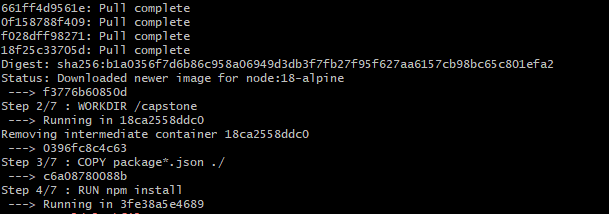 661ff4d9561e: Pull complete
0f158788f409: Pull complete
f028dff98271: Pull complete
18f25c33705d: Pull complete
Digest: sha256:b1a0356f7d6b86c958a06949d3db3f7fb27f95f627aa6157cb98bc65c801efa2
Status: Downloaded newer image for node:18-alpine
 ---> f3776b60850d
Step 2/7 : WORKDIR /capstone
 ---> Running in 18ca2558ddc0
Removing intermediate container 18ca2558ddc0
 ---> 0396fc8c4c63
Step 3/7 : COPY package*.json ./
 ---> c6a08780088b
Step 4/7 : RUN npm install
 ---> Running in 3fe38a5e4689